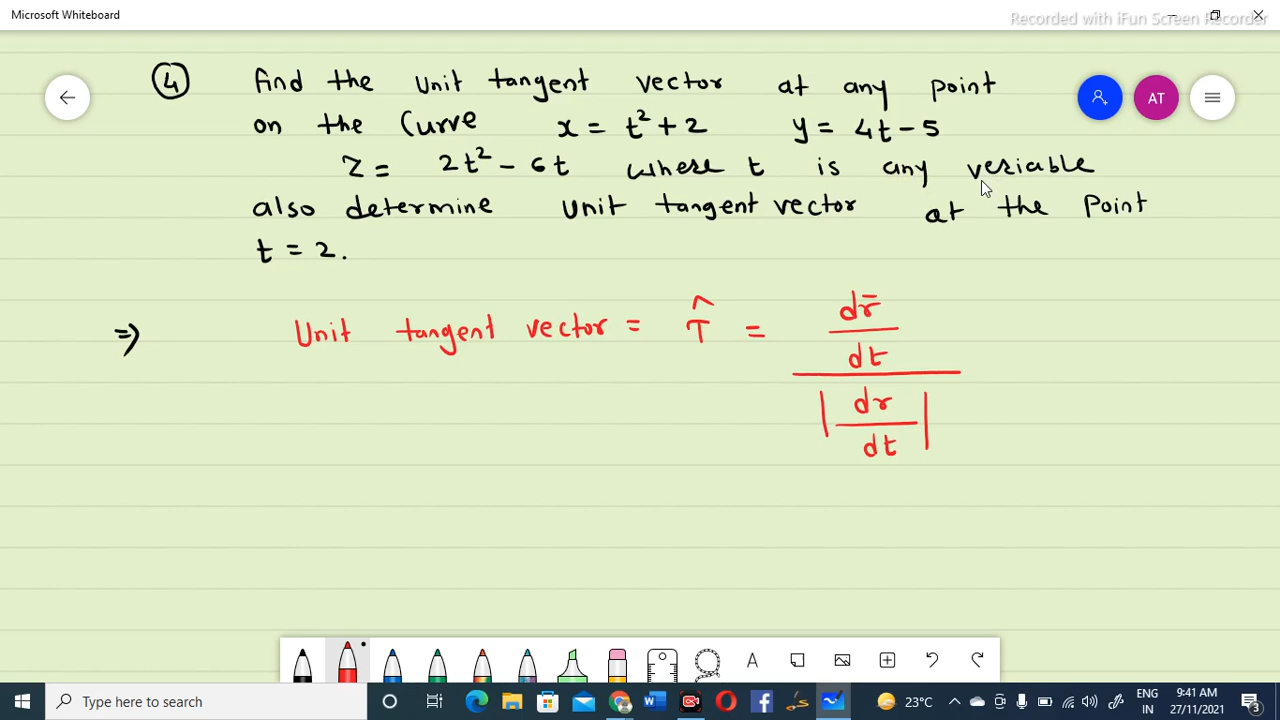 Microsoft Whiteboard
Recorded with iFun Screen Recorder
④ find the Unit tangent vector at any point
on the Curve x = t² + 2 y = 4t - 5
z = 2t² - 6t where t is any veriable
also determine Unit tangent vector at the Point
t = 2.
AT
⇒ Unit tangent vector = T̂ = (dr̄/dt) / |dr/dt|
A
Type here to search
23°C
ENG
IN
9:41 AM
27/11/2021
3